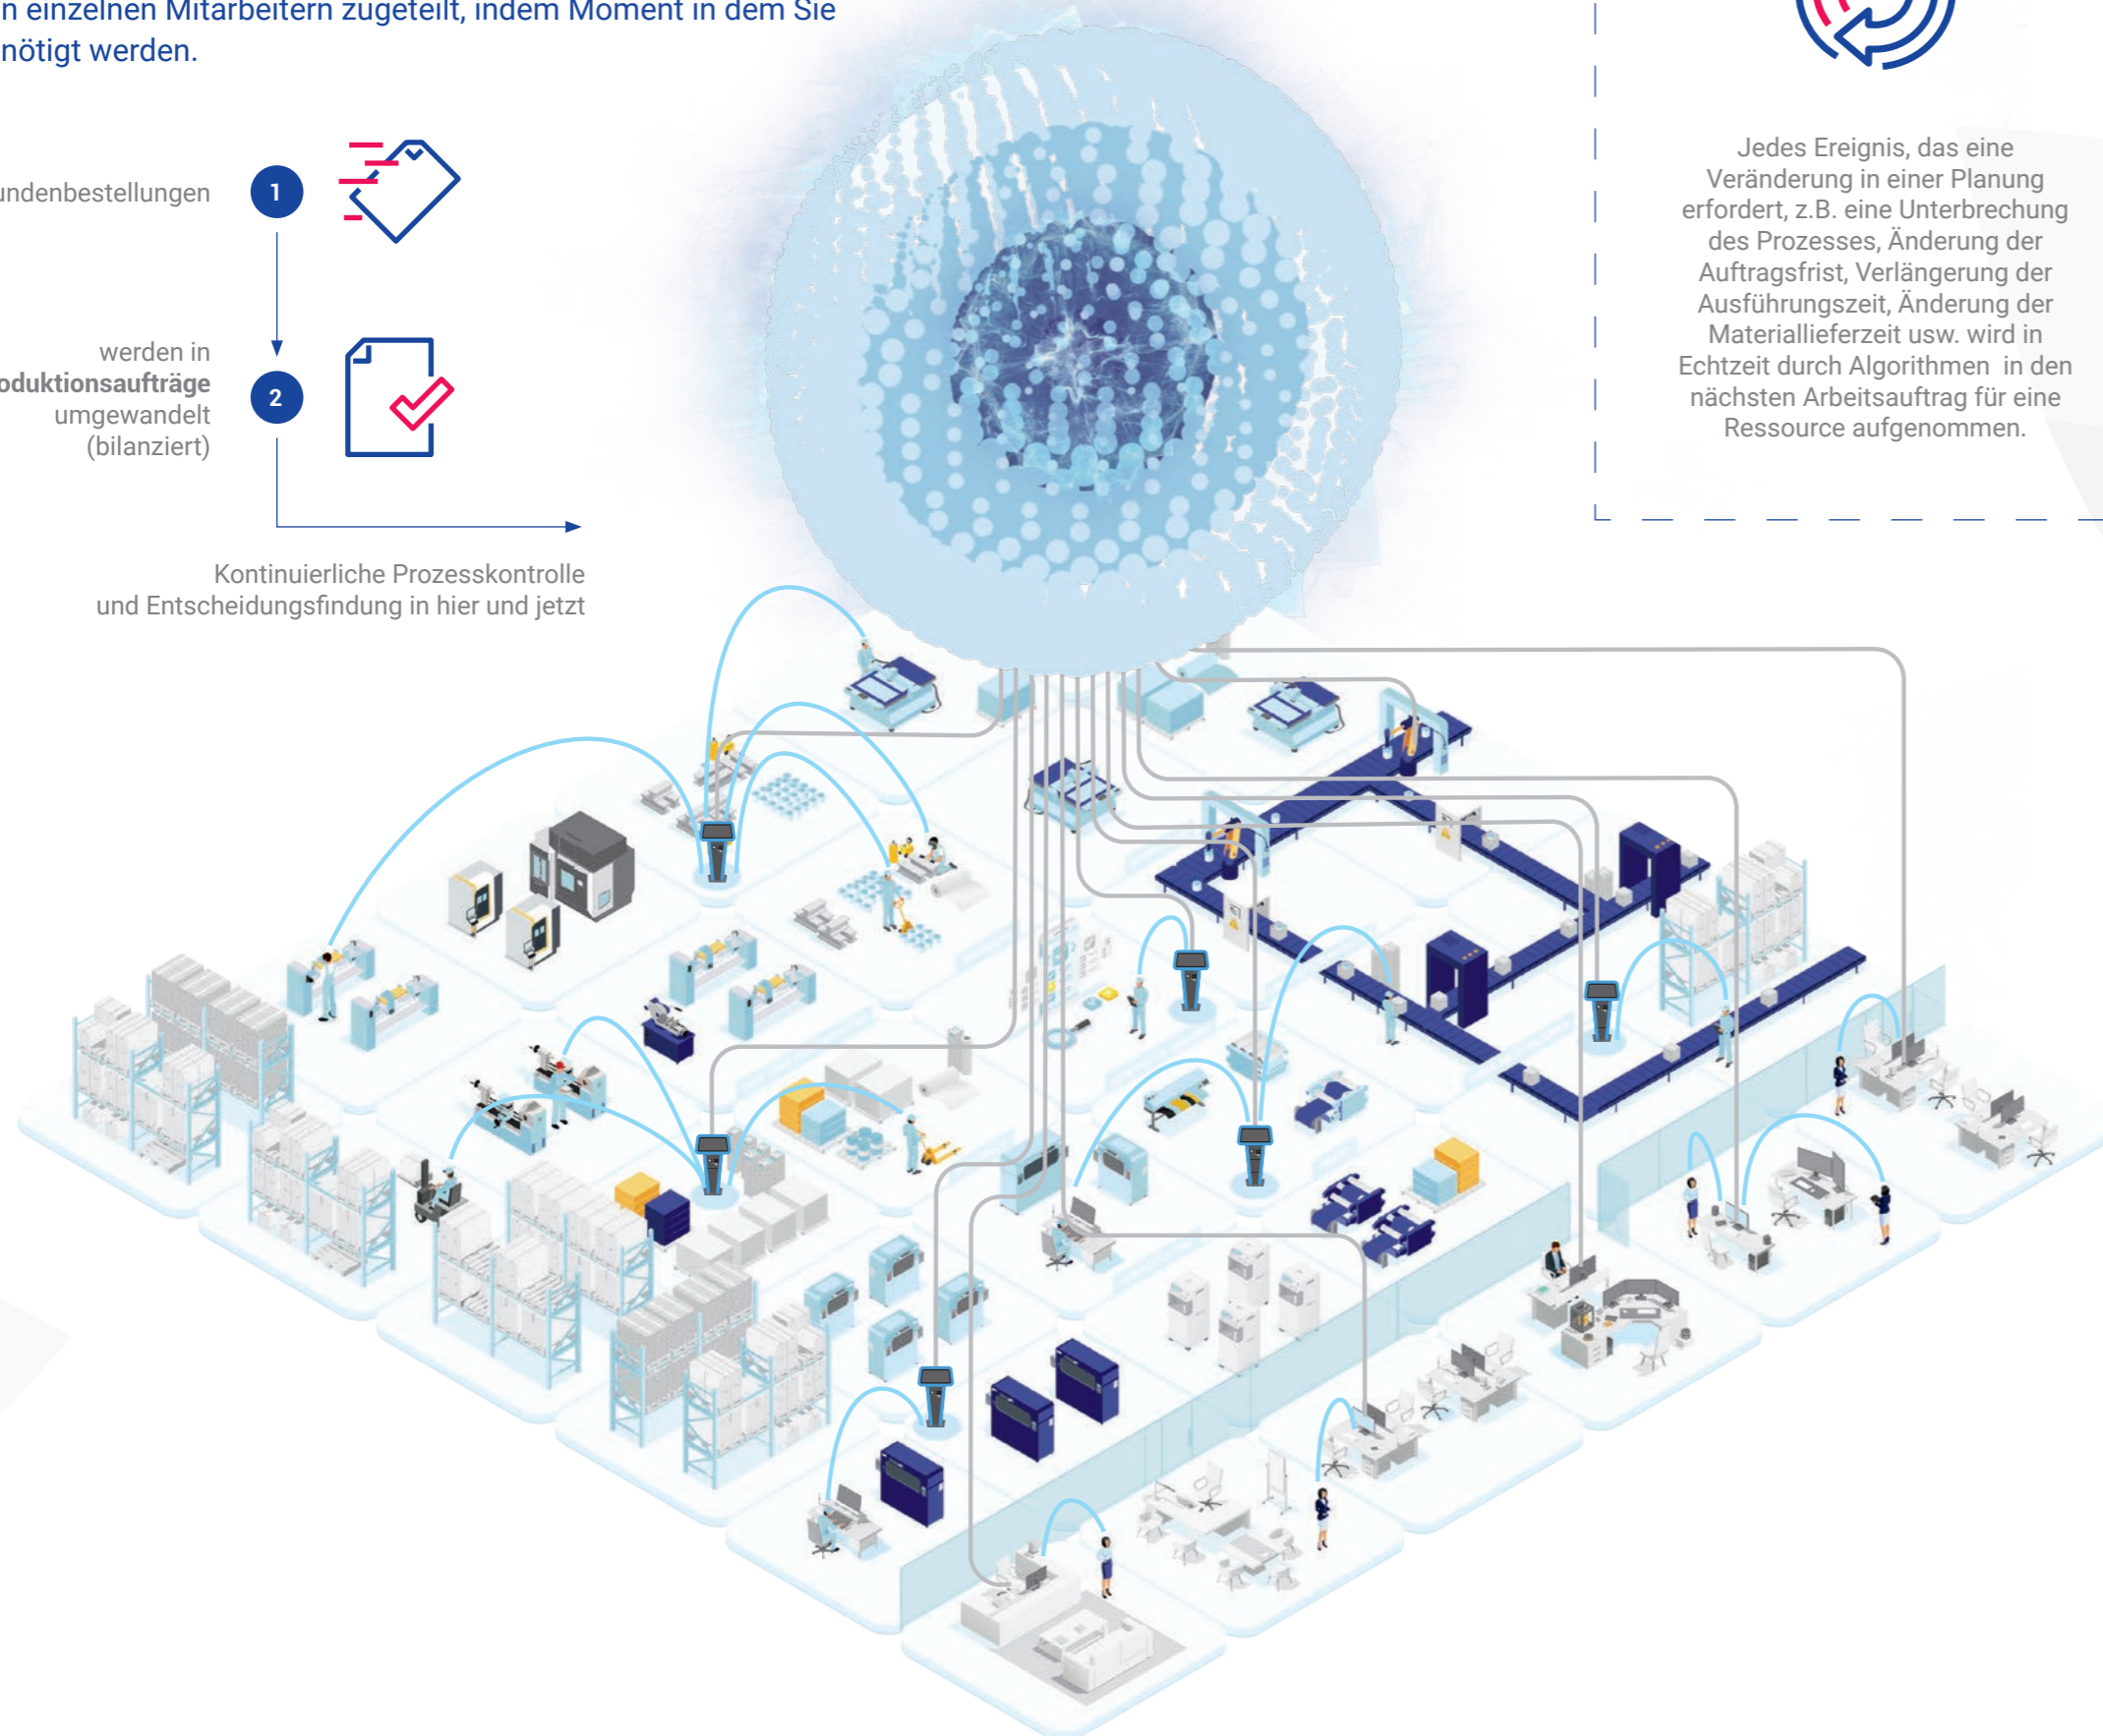 n einzelnen Mitarbeitern zugeteilt, indem Moment in dem Sie
nötigt werden.
undenbestellungen
1
werden in
oduktionsaufträge
umgewandelt
(bilanziert)
2
Kontinuierliche Prozesskontrolle
und Entscheidungsfindung in hier und jetzt
Jedes Ereignis, das eine
Veränderung in einer Planung
erfordert, z.B. eine Unterbrechung
des Prozesses, Änderung der
Auftragsfrist, Verlängerung der
Ausführungszeit, Änderung der
Materiallieferzeit usw. wird in
Echtzeit durch Algorithmen in den
nächsten Arbeitsauftrag für eine
Ressource aufgenommen.